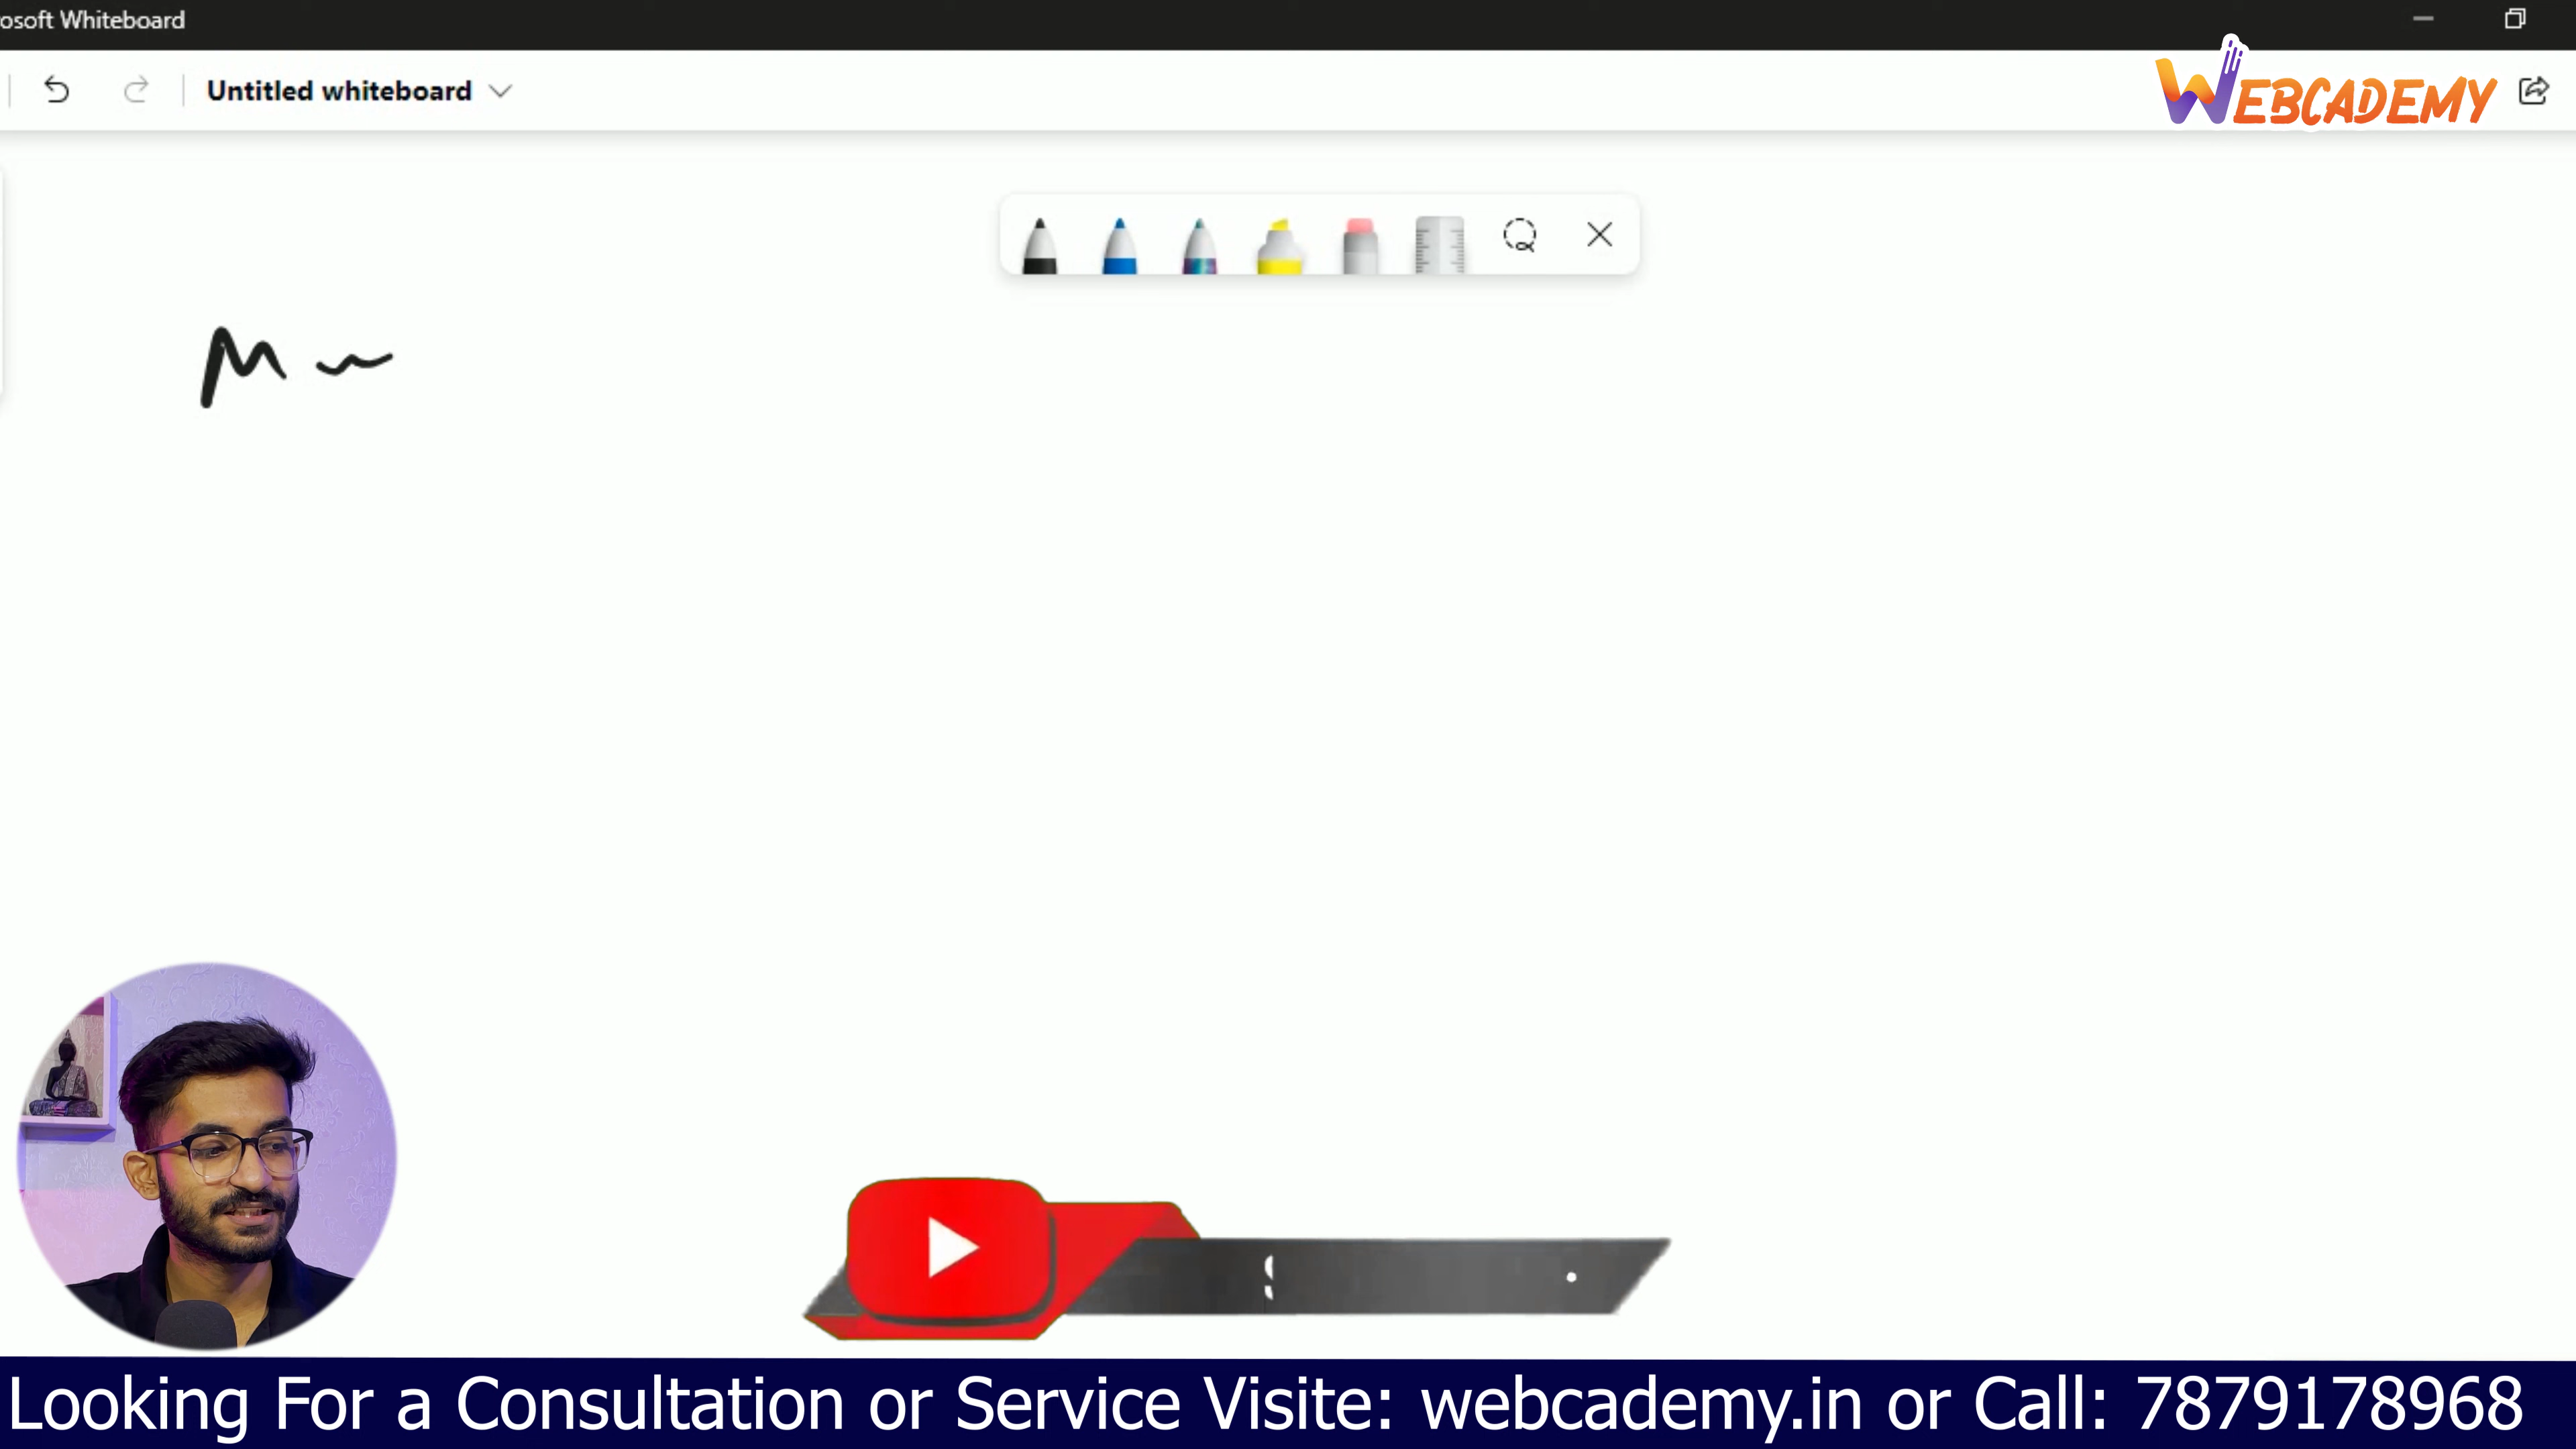 osoft Whiteboard
Untitled whiteboard
WEBCADEMY
M
Looking For a Consultation or Service Visite: webcademy.in or Call: 7879178968